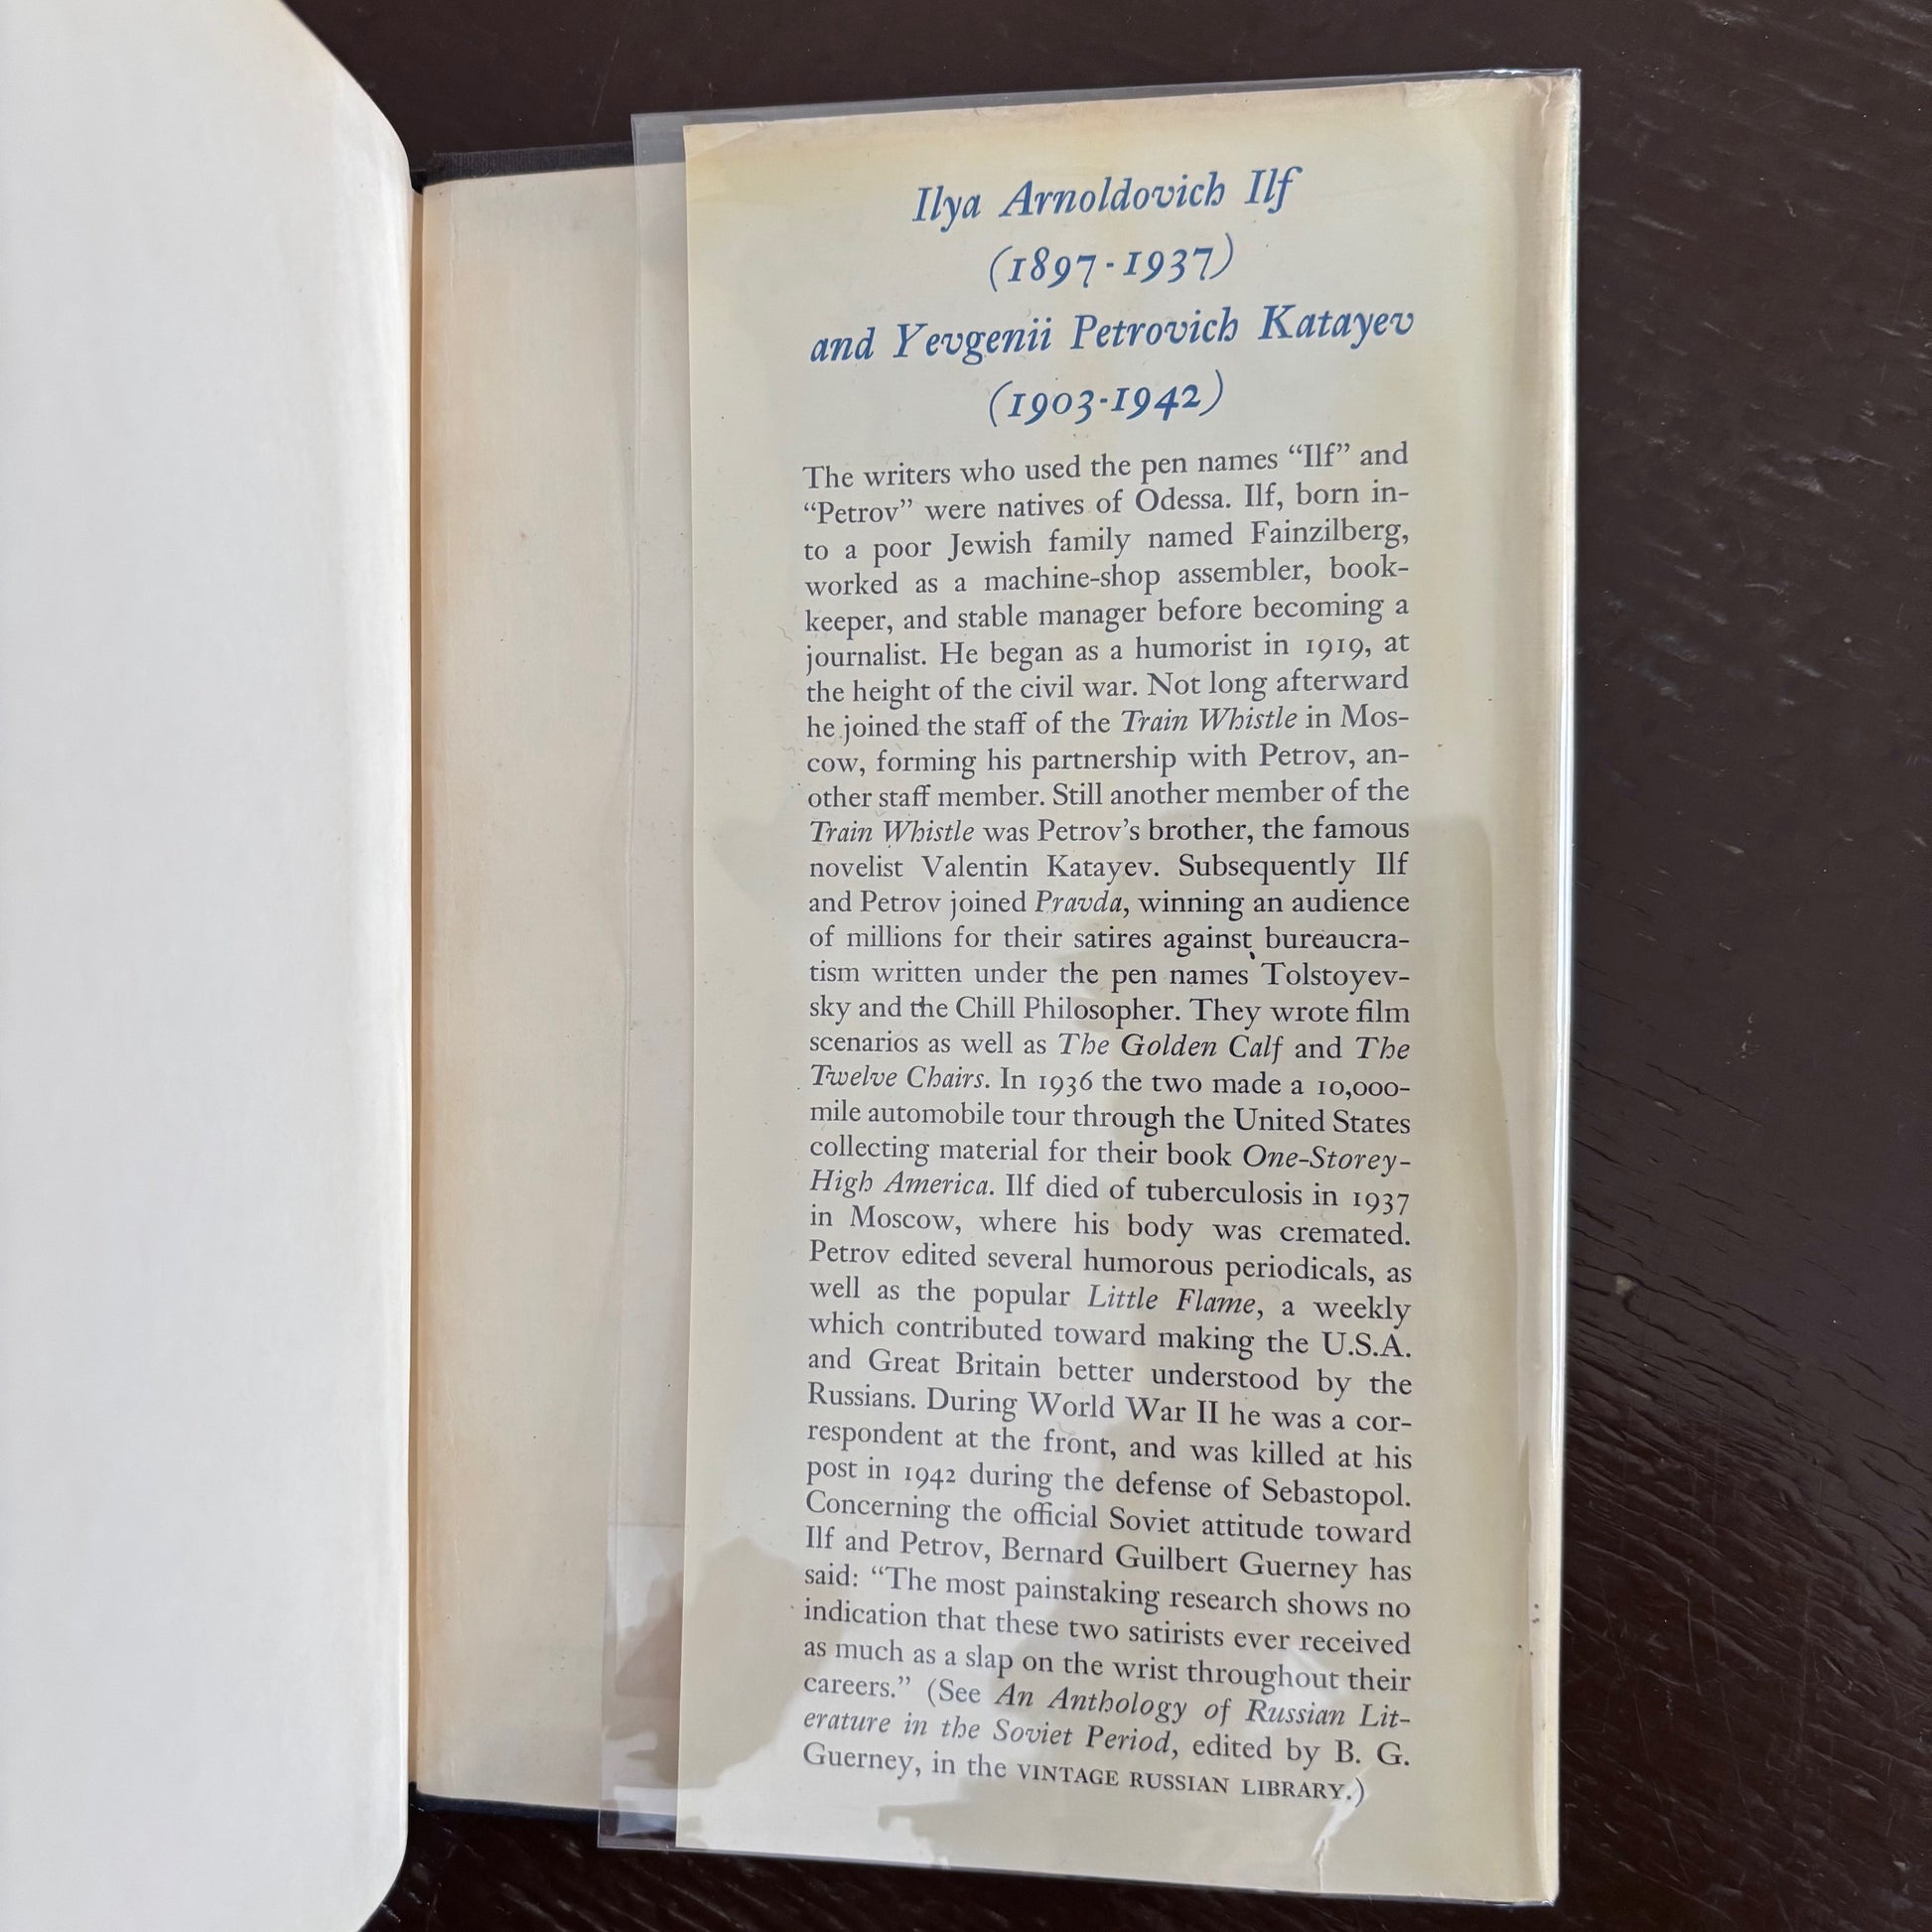 Ilya Arnoldovich Ilf
(1897-1937)
and Yevgenii Petrovich Katayev
(1903-1942)
The writers who used the pen names “Ilf” and
“Petrov” were natives of Odessa. Ilf, born in-
to a poor Jewish family named Fainzilberg,
worked as a machine-shop assembler, book-
keeper, and stable manager before becoming a
journalist. He began as a humorist in 1919, at
the height of the civil war. Not long afterward
he joined the staff of the Train Whistle in Mos-
cow, forming his partnership with Petrov, an-
other staff member. Still another member of the
Train Whistle was Petrov’s brother, the famous
novelist Valentin Katayev. Subsequently Ilf
and Petrov joined Pravda, winning an audience
of millions for their satires against bureaucra-
tism written under the pen names Tolstoyev-
sky and the Chill Philosopher. They wrote film
scenarios as well as The Golden Calf and The
Twelve Chairs. In 1936 the two made a 10,000-
mile automobile tour through the United States
collecting material for their book One-Storey-
High America. Ilf died of tuberculosis in 1937
in Moscow, where his body was cremated.
Petrov edited several humorous periodicals, as
well as the popular Little Flame, a weekly
which contributed toward making the U.S.A.
and Great Britain better understood by the
Russians. During World War II he was a cor-
respondent at the front, and was killed at his
post in 1942 during the defense of Sebastopol.
Concerning the official Soviet attitude toward
Ilf and Petrov, Bernard Guilbert Guerney has
said: “The most painstaking research shows no
indication that these two satirists ever received
as much as a slap on the wrist throughout their
careers.” (See An Anthology of Russian Lit-
erature in the Soviet Period, edited by B. G.
Guerney, in the VINTAGE RUSSIAN LIBRARY.)